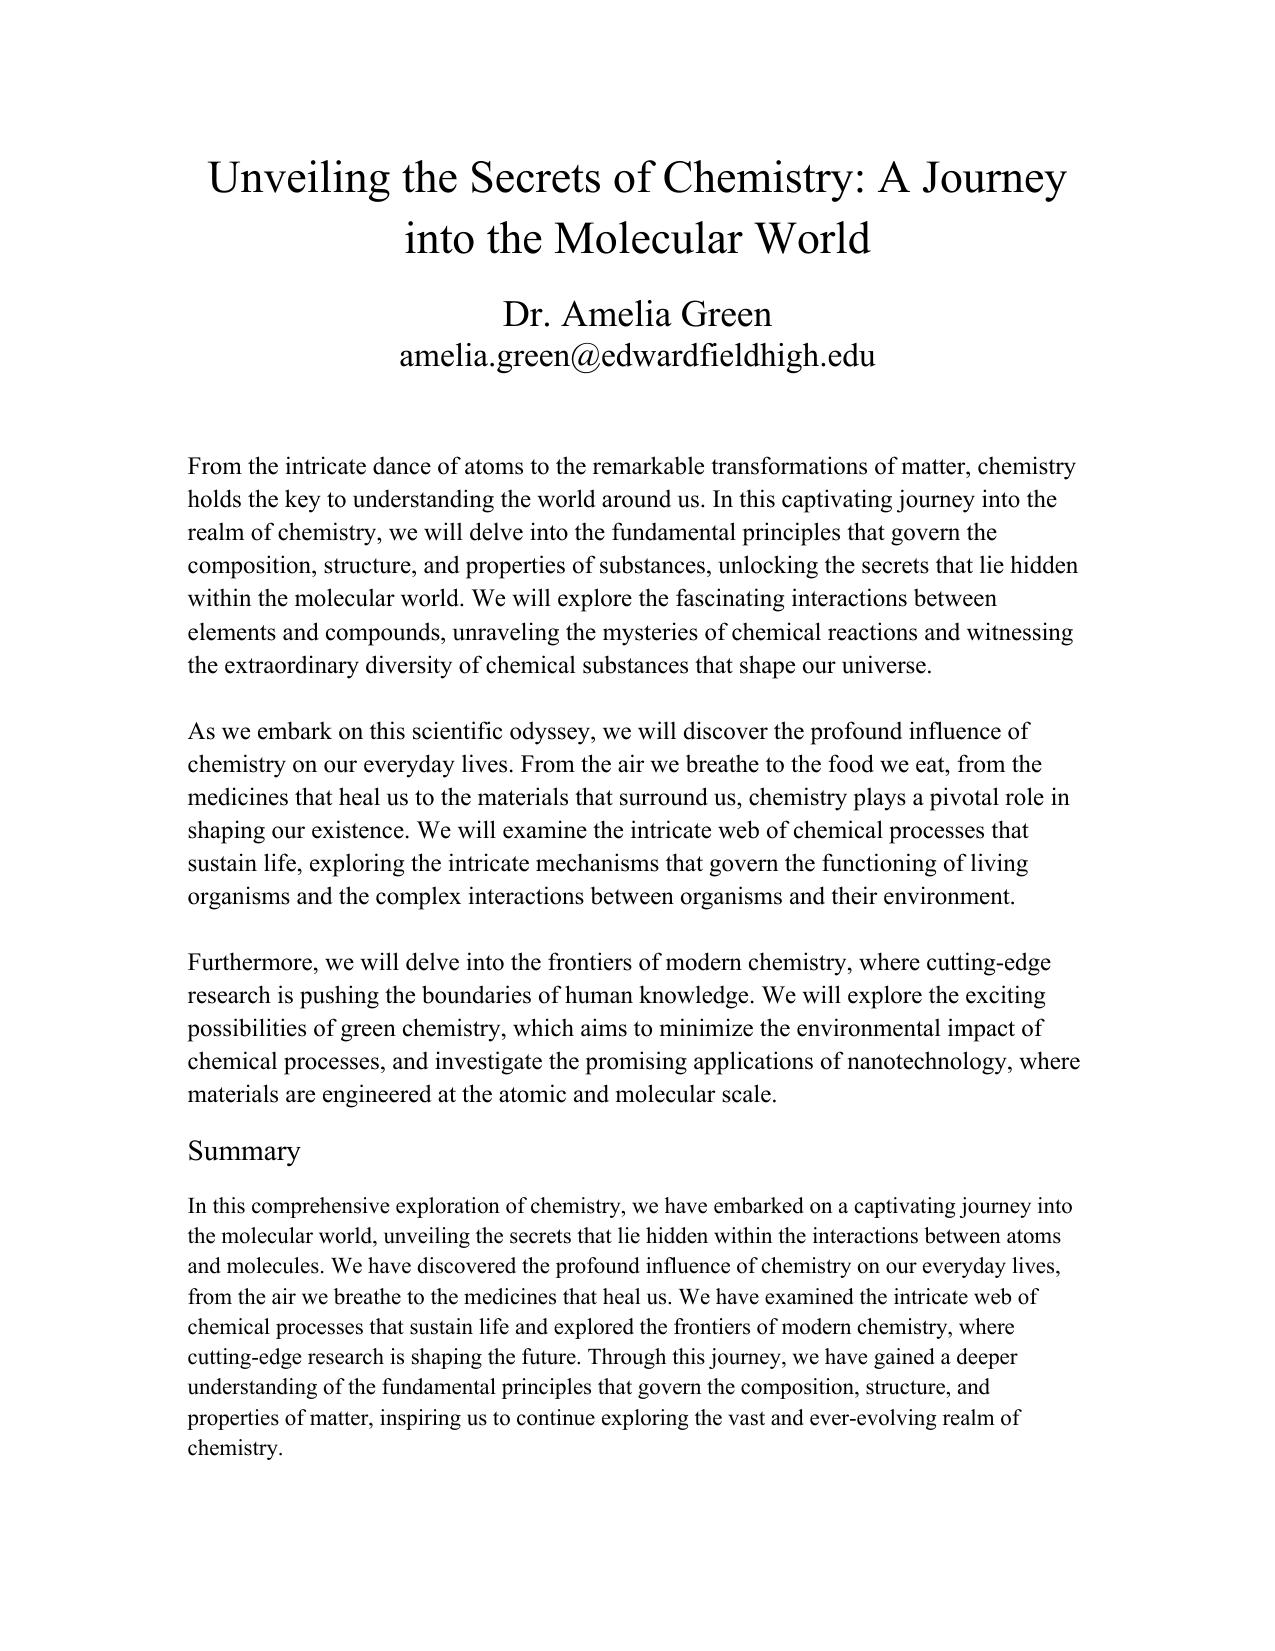 Unveiling the Secrets of Chemistry: A Journey
into the Molecular World
Dr. Amelia Green
amelia.green@edwardfieldhigh.edu
From the intricate dance of atoms to the remarkable transformations of matter, chemistry
holds the key to understanding the world around us. In this captivating journey into the
realm of chemistry, we will delve into the fundamental principles that govern the
composition, structure, and properties of substances, unlocking the secrets that lie hidden
within the molecular world. We will explore the fascinating interactions between
elements and compounds, unraveling the mysteries of chemical reactions and witnessing
the extraordinary diversity of chemical substances that shape our universe.
As we embark on this scientific odyssey, we will discover the profound influence of
chemistry on our everyday lives. From the air we breathe to the food we eat, from the
medicines that heal us to the materials that surround us, chemistry plays a pivotal role in
shaping our existence. We will examine the intricate web of chemical processes that
sustain life, exploring the intricate mechanisms that govern the functioning of living
organisms and the complex interactions between organisms and their environment.
Furthermore, we will delve into the frontiers of modern chemistry, where cutting-edge
research is pushing the boundaries of human knowledge. We will explore the exciting
possibilities of green chemistry, which aims to minimize the environmental impact of
chemical processes, and investigate the promising applications of nanotechnology, where
materials are engineered at the atomic and molecular scale.
Summary
In this comprehensive exploration of chemistry, we have embarked on a captivating journey into
the molecular world, unveiling the secrets that lie hidden within the interactions between atoms
and molecules. We have discovered the profound influence of chemistry on our everyday lives,
from the air we breathe to the medicines that heal us. We have examined the intricate web of
chemical processes that sustain life and explored the frontiers of modern chemistry, where
cutting-edge research is shaping the future. Through this journey, we have gained a deeper
understanding of the fundamental principles that govern the composition, structure, and
properties of matter, inspiring us to continue exploring the vast and ever-evolving realm of
chemistry.